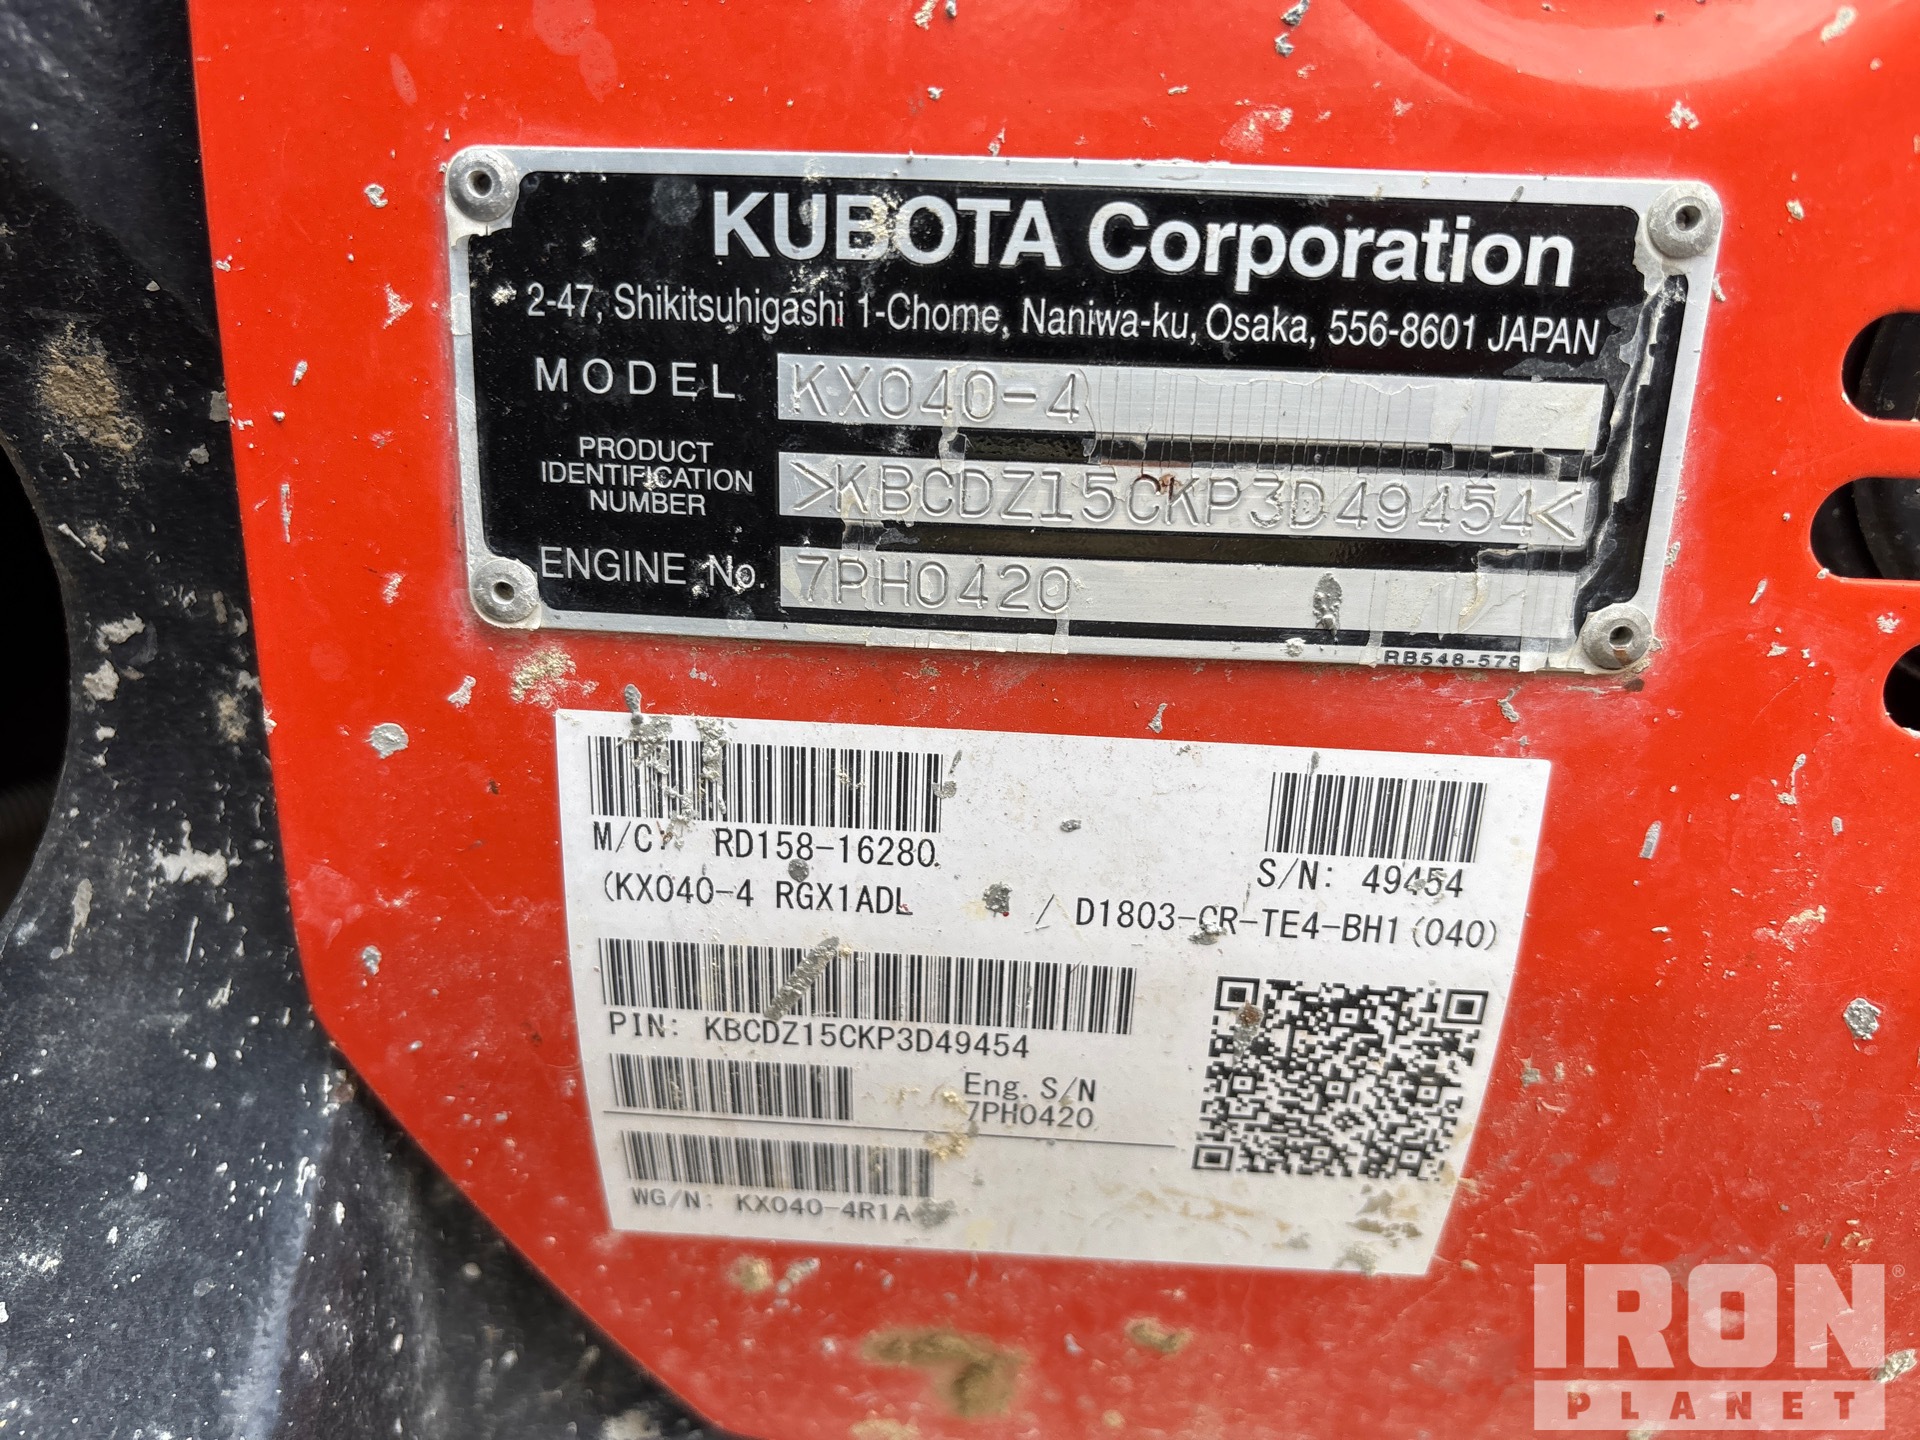 KUBOTA Corporation
2-47, Shikitsuhigashi 1-Chome, Naniwa-ku, Osaka, 556-8601 JAPAN
MODEL KX040-4
PRODUCT
IDENTIFICATION
NUMBER
>KBCDZ15CKP3D49454<
ENGINE No. 7PH0420
RB548-578
M/CY RD158-16280
S/N: 49454
(KX040-4 RGX1ADL / D1803-CR-TE4-BH1(040)
PIN: KBCDZ15CKP3D49454
Eng. S/N
7PH0420
WG/N: KX040-4R1A
IRON®
PLANET